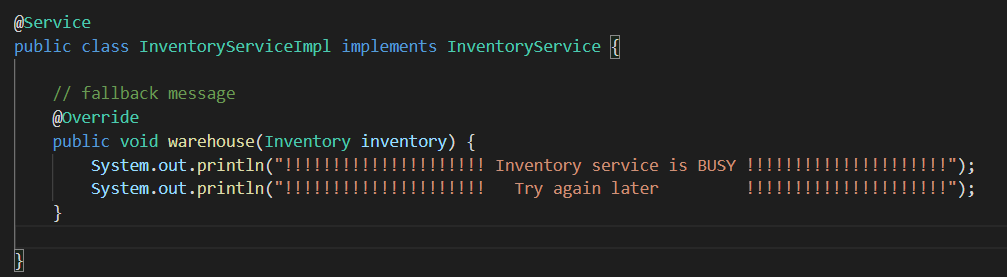 @Service
public class InventoryServiceImpl implements InventoryService {
// fallback message
@Override
public void warehouse(Inventory inventory) {
System.out.println("!!!!!!!!!!!!!!!!!!!!! Inventory service is BUSY !!!!!!!!!!!!!!!!!!!!!");
System.out.println("!!!!!!!!!!!!!!!!!!!!!   Try again later         !!!!!!!!!!!!!!!!!!!!!");
}
}